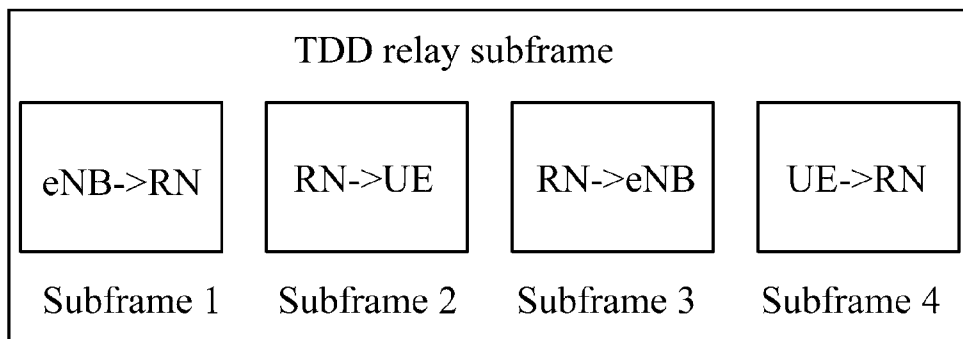 TDD relay subframe
eNB->RN RN->UE RN->eNB UE->RN
Subframe 1 Subframe 2 Subframe 3 Subframe 4